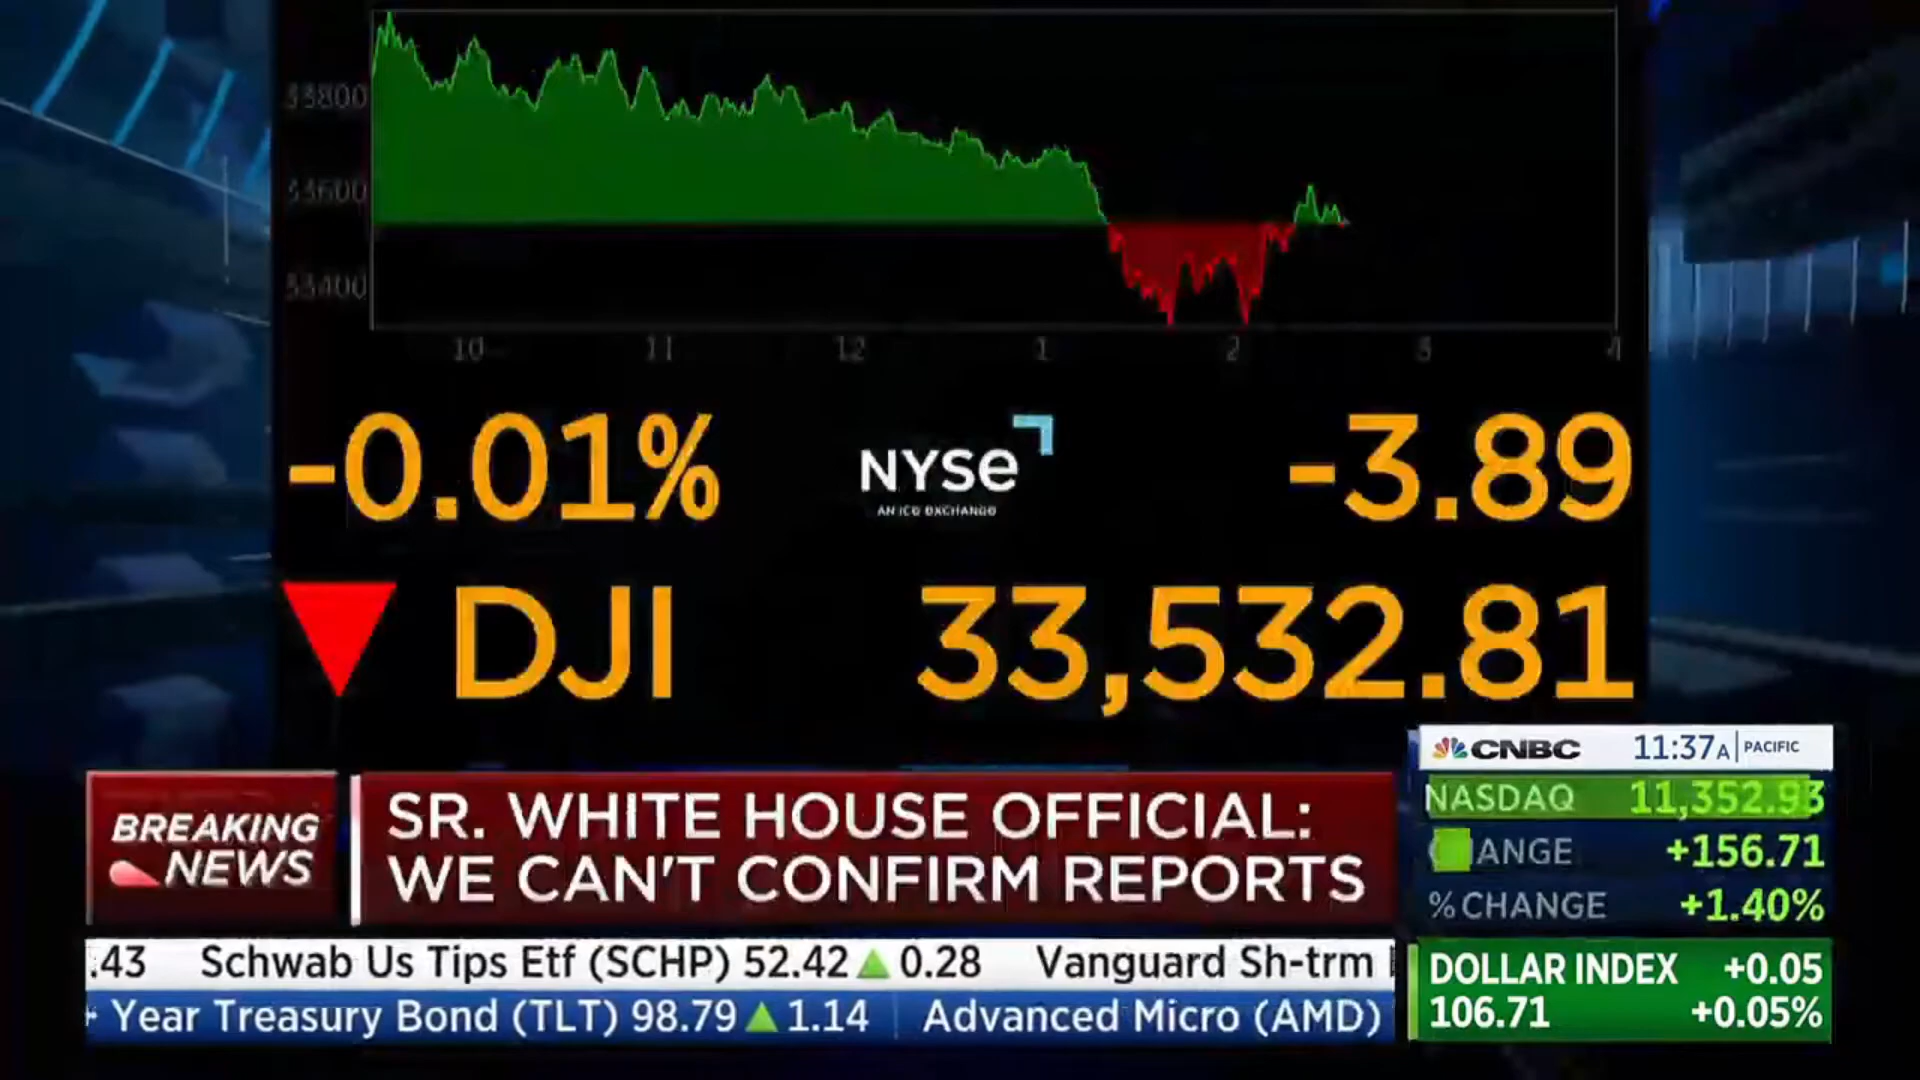 33800
33600
33400
10 11 12 1 2 3 4
-0.01% NYSE -3.89
AN ICE EXCHANGE
DJI 33,532.81
CNBC 11:37A PACIFIC
BREAKING NEWS
SR. WHITE HOUSE OFFICIAL:
WE CAN'T CONFIRM REPORTS
NASDAQ 11,352.93
ANGE +156.71
% CHANGE +1.40%
.43 Schwab Us Tips Etf (SCHP) 52.42 ▲ 0.28 Vanguard Sh-trm
Year Treasury Bond (TLT) 98.79 ▲ 1.14 Advanced Micro (AMD)
DOLLAR INDEX +0.05
106.71 +0.05%